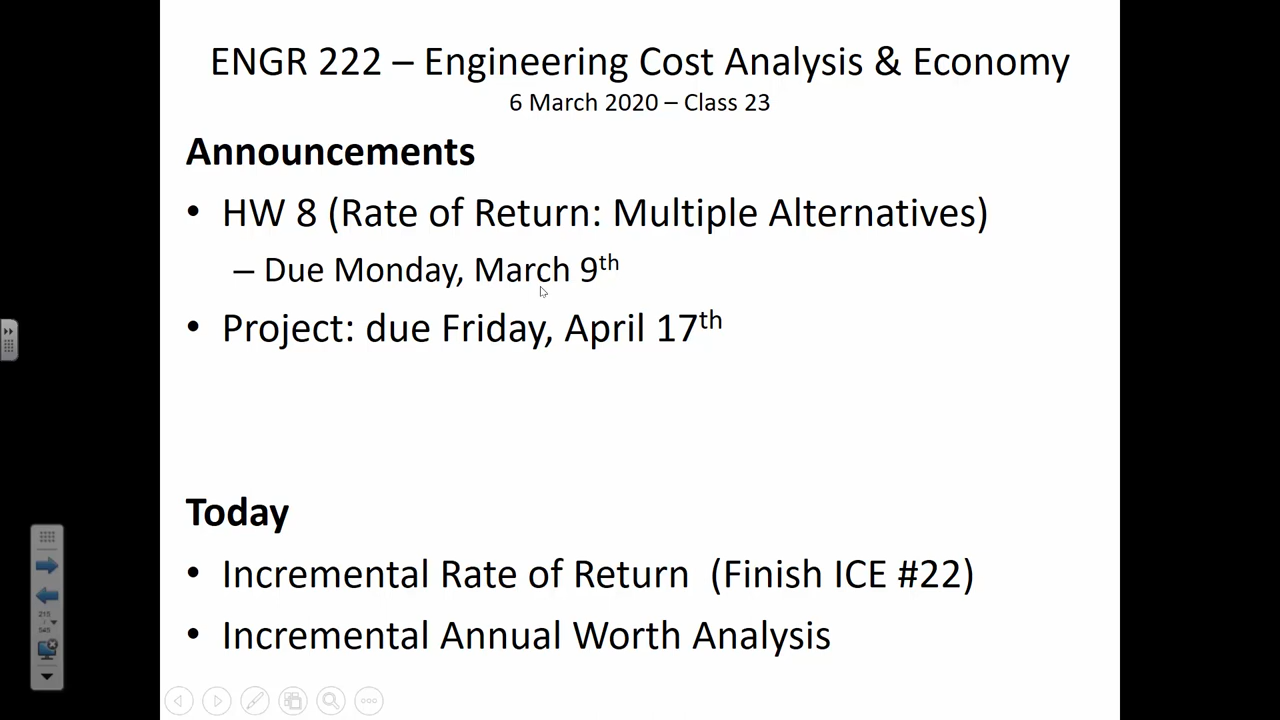 ENGR 222 – Engineering Cost Analysis & Economy
6 March 2020 – Class 23
Announcements
• HW 8 (Rate of Return: Multiple Alternatives)
– Due Monday, March 9th
• Project: due Friday, April 17th
Today
• Incremental Rate of Return (Finish ICE #22)
• Incremental Annual Worth Analysis